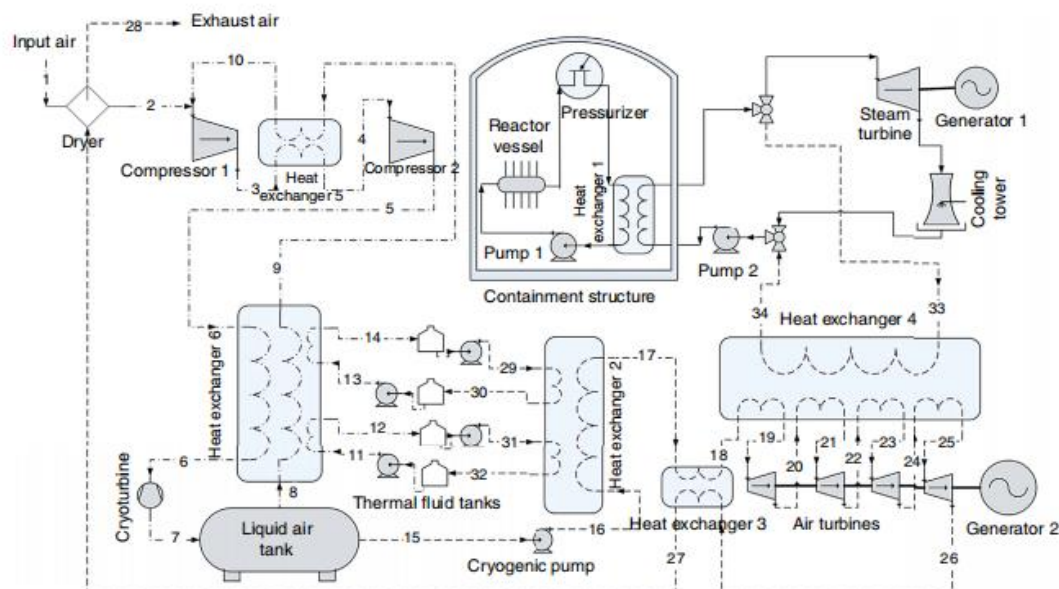 28
Exhaust air
Input air
1
2
Dryer
10
Compressor 1
3
Heat
exchanger 5
4
Compressor 2
5
5
Pressurizer
Reactor
vessel
Heat
exchanger 1
Pump 1
Pump 2
Containment structure
Steam
turbine
Generator 1
Cooling
tower
9
Heat exchanger 6
14
13
12
11
29
30
31
32
Thermal fluid tanks
Heat exchanger 2
17
34
33
Heat exchanger 4
18
19
20
21
22
23
24
25
Heat exchanger 3
Air turbines
Generator 2
6
7
8
Cryoturbine
Liquid air
tank
15
16
Cryogenic pump
27
26